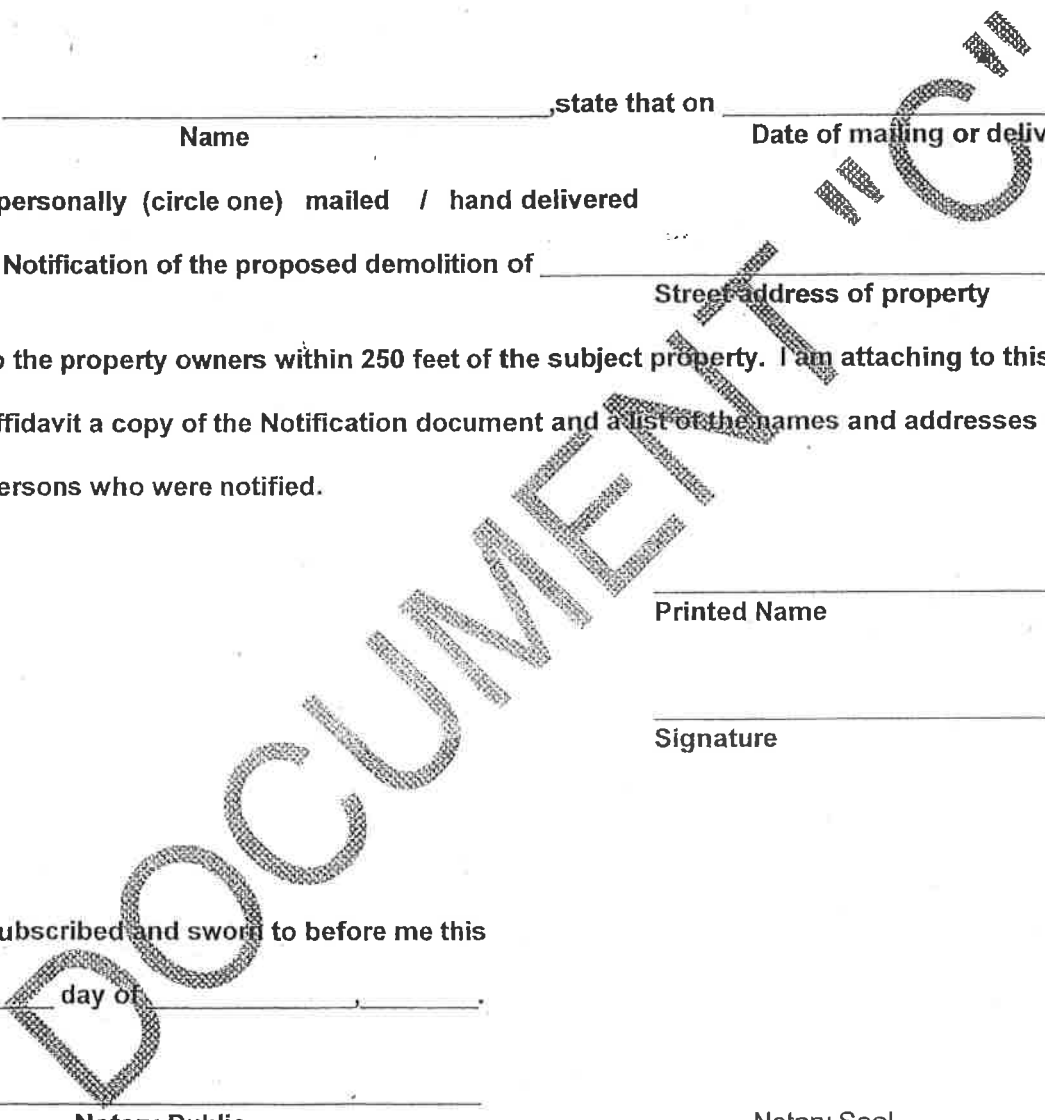 ,state that on
Name
Date of mailing or deliv
personally (circle one) mailed / hand delivered
Notification of the proposed demolition of
Street address of property
the property owners within 250 feet of the subject property. I am attaching to this
ffidavit a copy of the Notification document and a list of the names and addresses
ersons who were notified.
Printed Name
Signature
ubscribed and sworn to before me this
day of , .
Notary Public
Notary Seal
DOCUMENT "C"